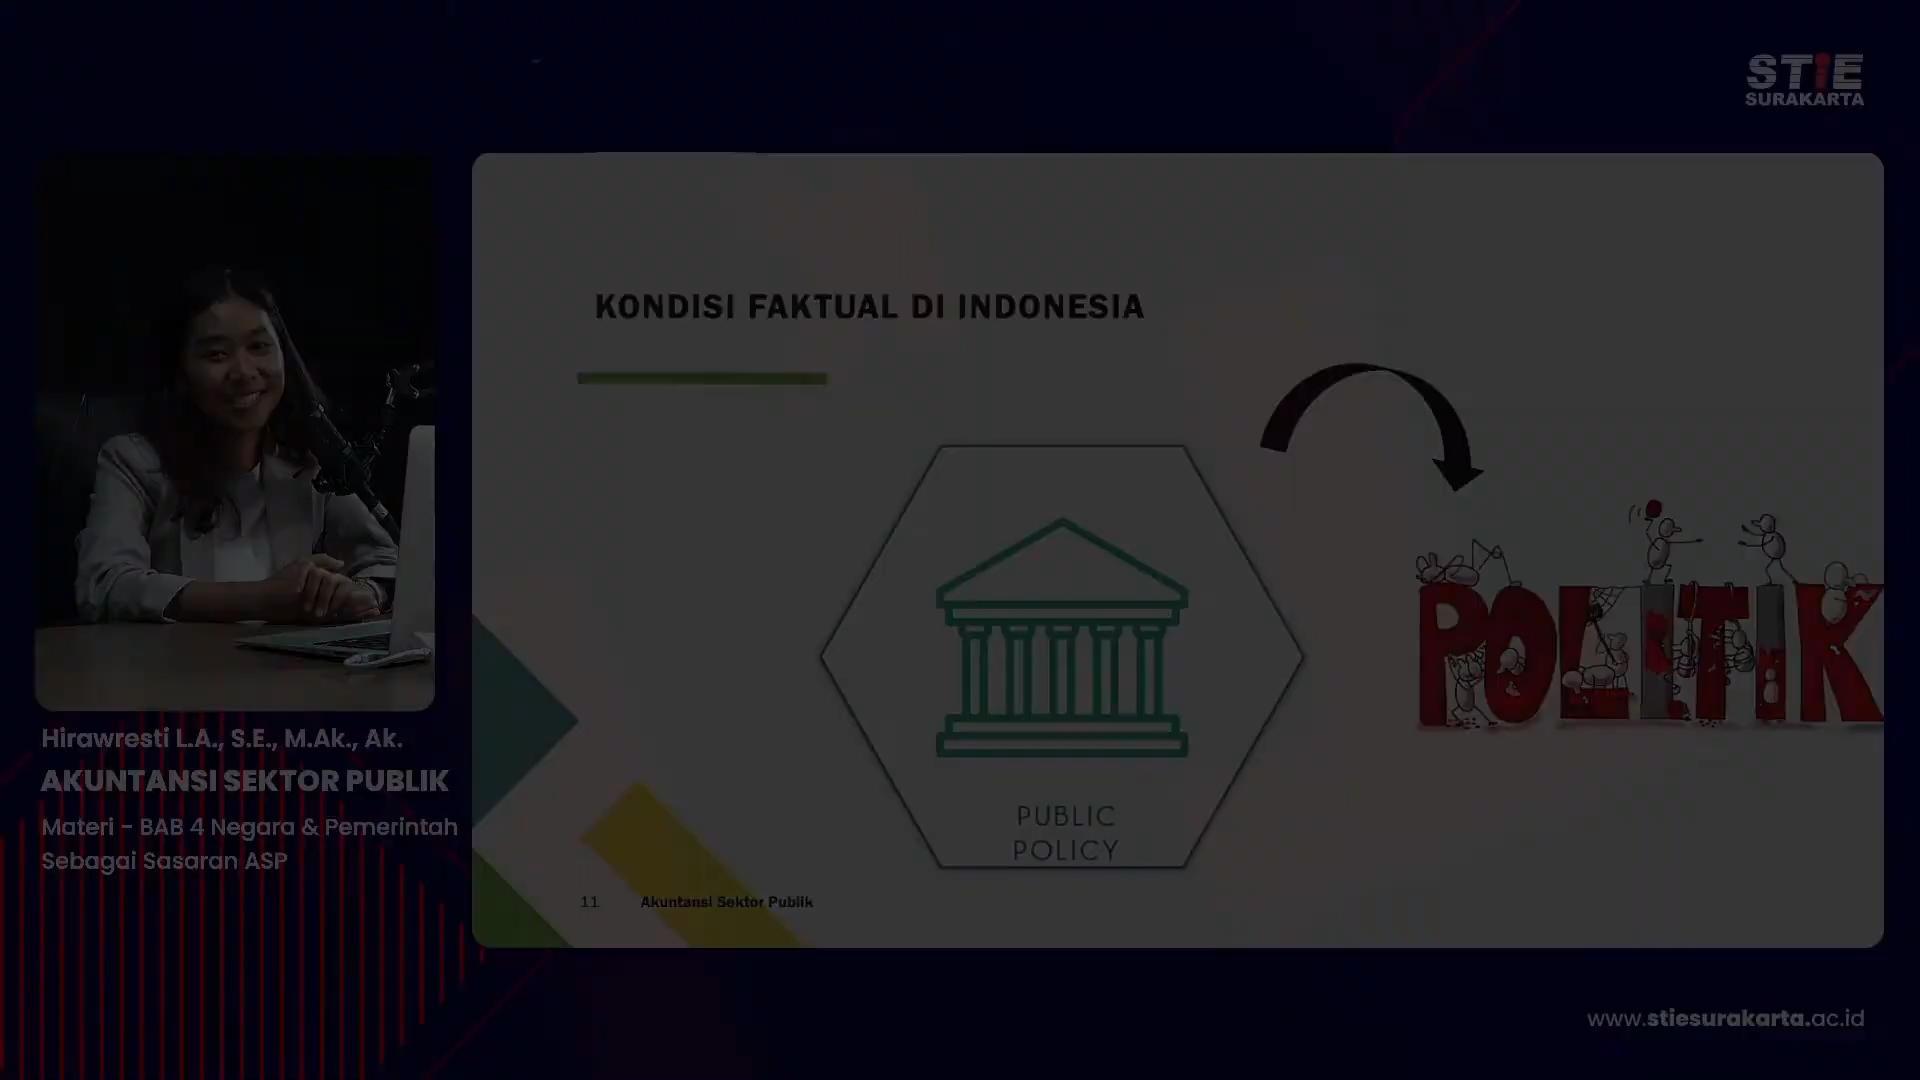 STiE
SURAKARTA
KONDISI FAKTUAL DI INDONESIA
POLITIK
PUBLIC
POLICY
11
Akuntansi Sektor Publik
Hirawresti L.A., S.E., M.Ak., Ak.
AKUNTANSI SEKTOR PUBLIK
Materi - BAB 4 Negara & Pemerintah
Sebagai Sasaran ASP
www.stiesurakarta.ac.id